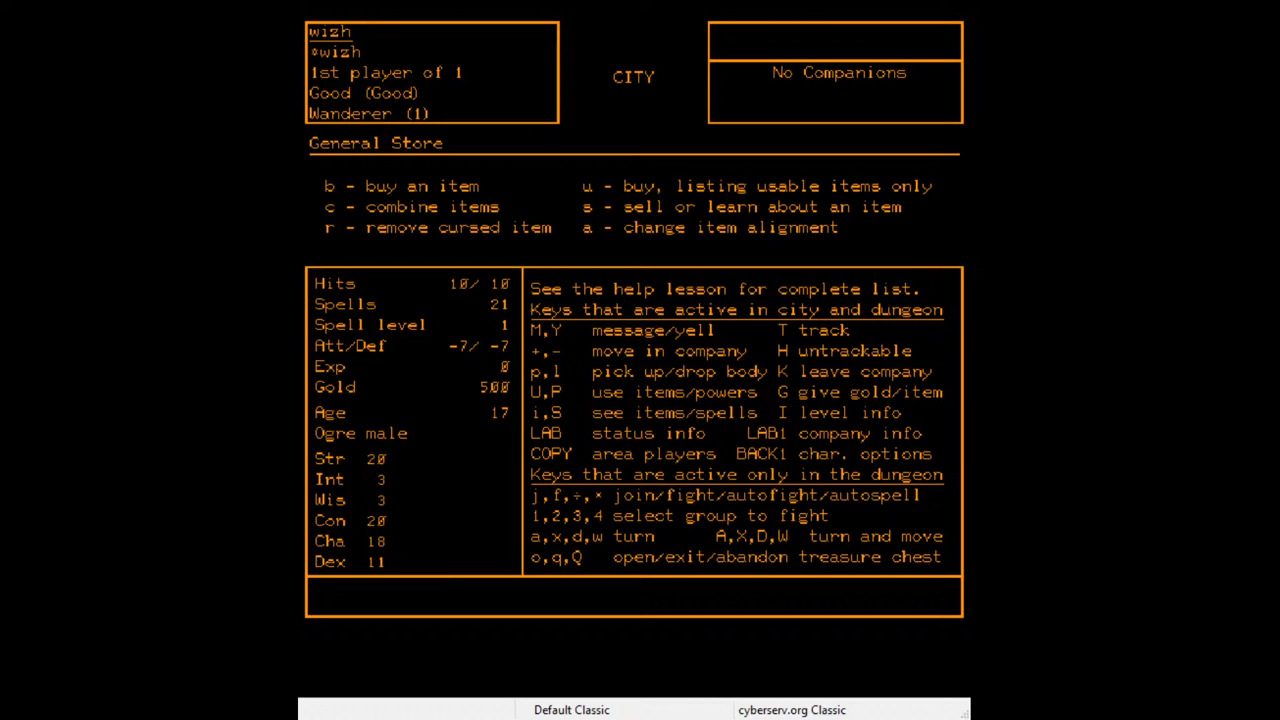 wizh
*wizh
1st player of 1
Good (Good)
Wanderer (1)
CITY
No Companions
General Store
b - buy an item
u - buy, listing usable items only
c - combine items
s - sell or learn about an item
r - remove cursed item
a - change item alignment
Hits 10/ 10
Spells 21
Spell level 1
Att/Def -7/ -7
Exp 0
Gold 500
Age 17
Ogre male
Str 20
Int 3
Wis 3
Con 20
Cha 18
Dex 11
See the help lesson for complete list.
Keys that are active in city and dungeon
M,Y message/yell T track
+,- move in company H untrackable
p,l pick up/drop body K leave company
U,P use items/powers G give gold/item
i,S see items/spells I level info
LAB status info LAB1 company info
COPY area players BACK1 char. options
Keys that are active only in the dungeon
j,f,÷,× join/fight/autofight/autospell
1,2,3,4 select group to fight
a,x,d,w turn A,X,D,W turn and move
o,q,Q open/exit/abandon treasure chest
Default Classic
cyberserv.org Classic